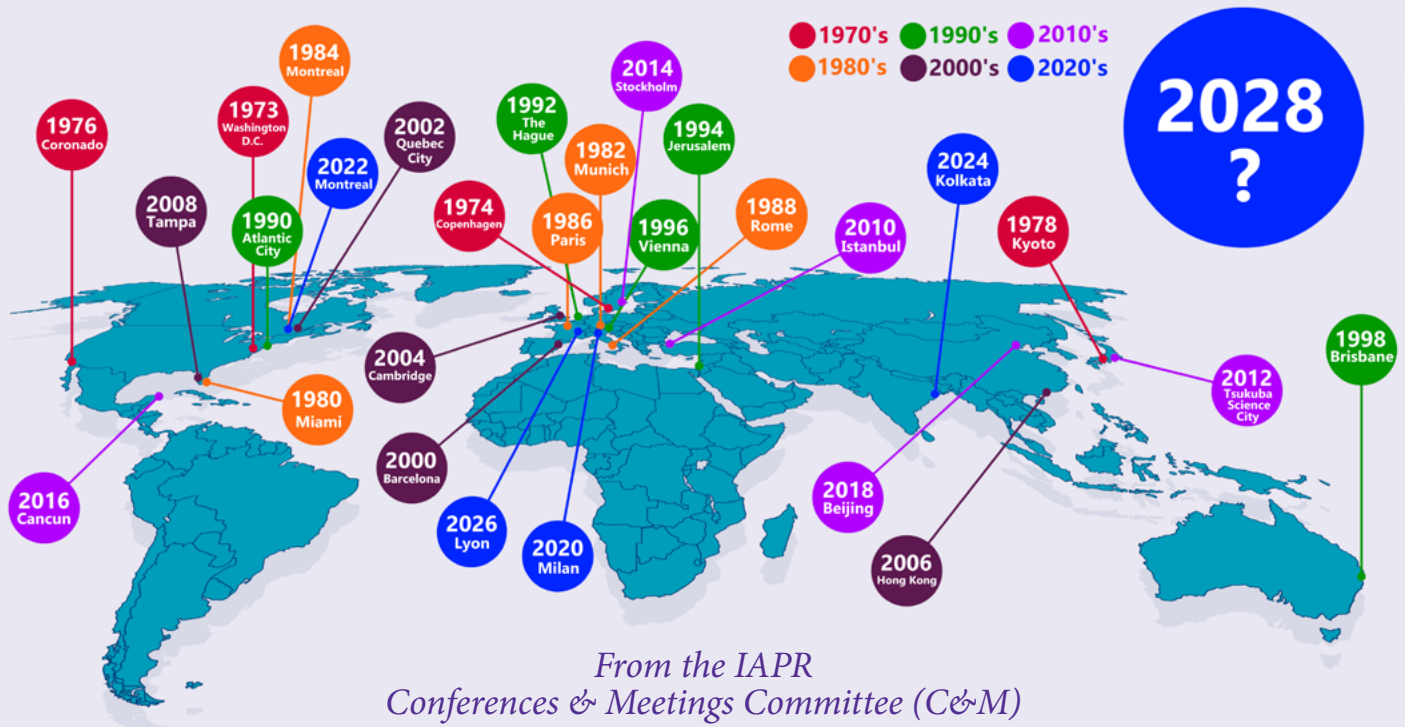 1970's
1990's
2010's
1980's
2000's
2020's
2028
?
1984
Montreal
1976
Coronado
1973
Washington
D.C.
2002
Quebec
City
2022
Montreal
2008
Tampa
1990
Atlantic
City
1992
The
Hague
2014
Stockholm
1982
Munich
1994
Jerusalem
1974
Copenhagen
1986
Paris
1996
Vienna
1988
Rome
2010
Istanbul
2024
Kolkata
1978
Kyoto
2004
Cambridge
1980
Miami
2000
Barcelona
2016
Cancun
2026
Lyon
2020
Milan
2018
Beijing
2006
Hong Kong
2012
Tsukuba
Science
City
1998
Brisbane
From the IAPR
Conferences & Meetings Committee (C&M)